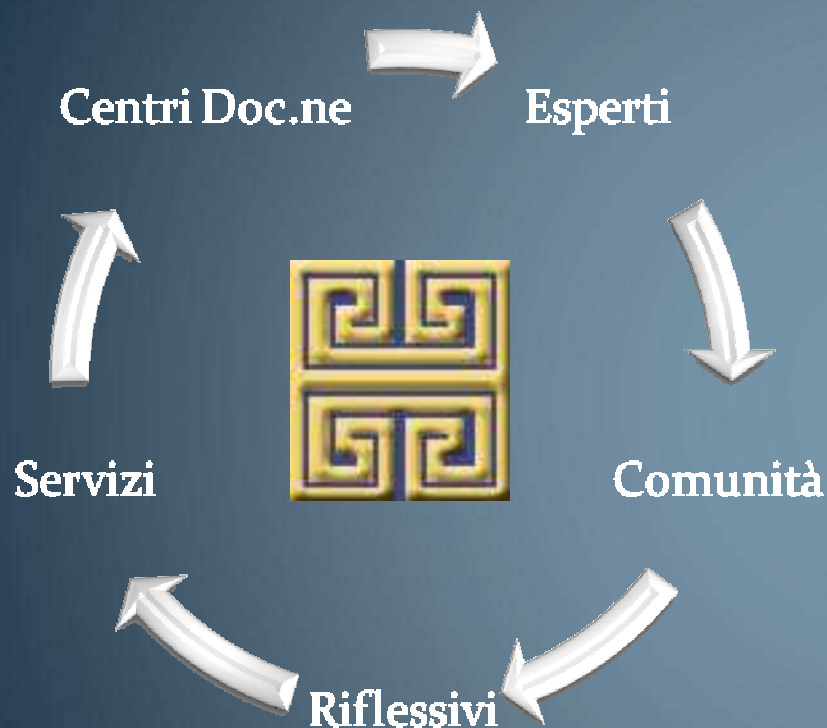 Centri Doc.ne
Esperti
Servizi
Comunità
Riflessivi